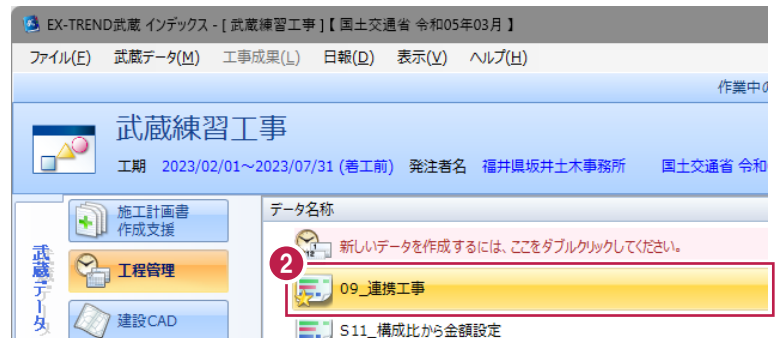 EX-TREND武蔵 インデックス - [ 武蔵練習工事 ]【 国土交通省 令和05年03月 】
ファイル(F) 武蔵データ(M) 工事成果(L) 日報(D) 表示(V) ヘルプ(H)
作業中の
武蔵練習工事
工期 2023/02/01～2023/07/31 (着工前) 発注者名 福井県坂井土木事務所 国土交通省 令和
武蔵データ
施工計画書
作成支援
工程管理
建設CAD
データ名称
新しいデータを作成するには、ここをダブルクリックしてください。
2
09_連携工事
S11_構成比から金額設定